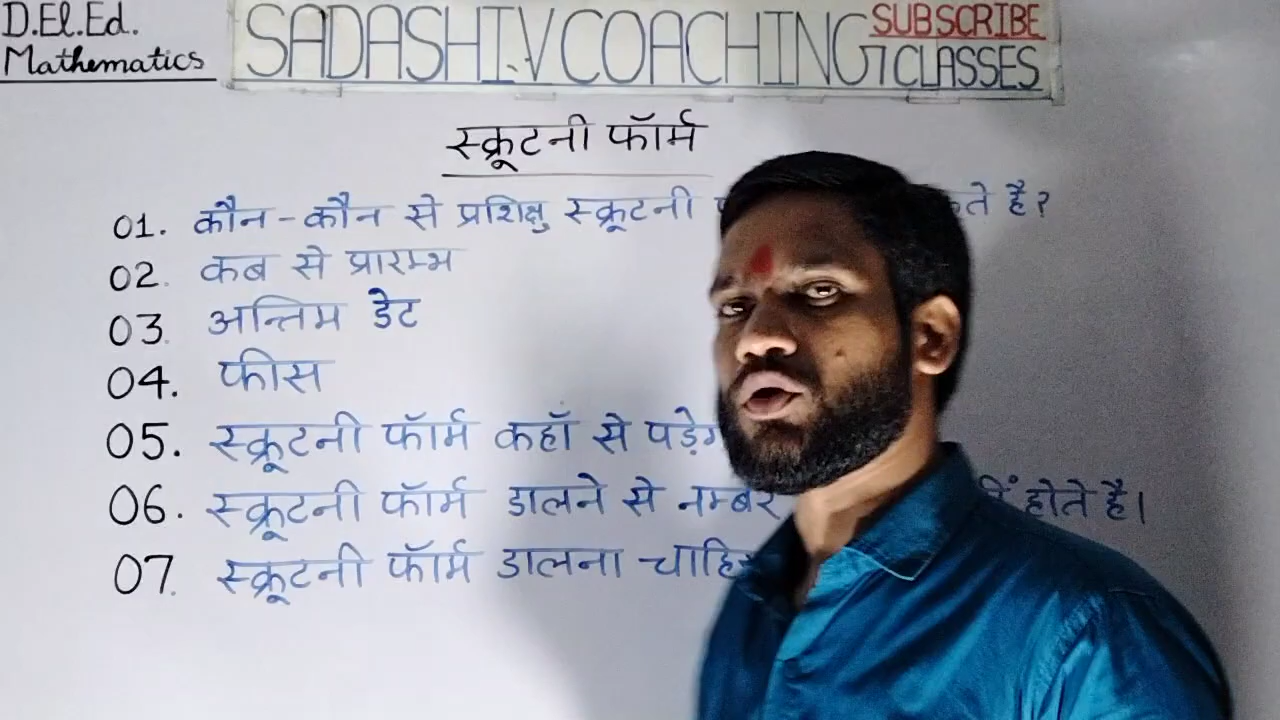 D.El.Ed.
Mathematics
SADASHIV COACHING CLASSES
SUBSCRIBE
स्क्रूटनी फॉर्म
01. कौन-कौन से प्रशिक्षु स्क्रूटनी है?
02. कब से प्रारम्भ
03. अन्तिम डेट
04. फीस
05. स्क्रूटनी फॉर्म कहाँ से
06. स्क्रूटनी फॉर्म डालने से नम्बर होते है।
07. स्क्रूटनी फॉर्म डालना